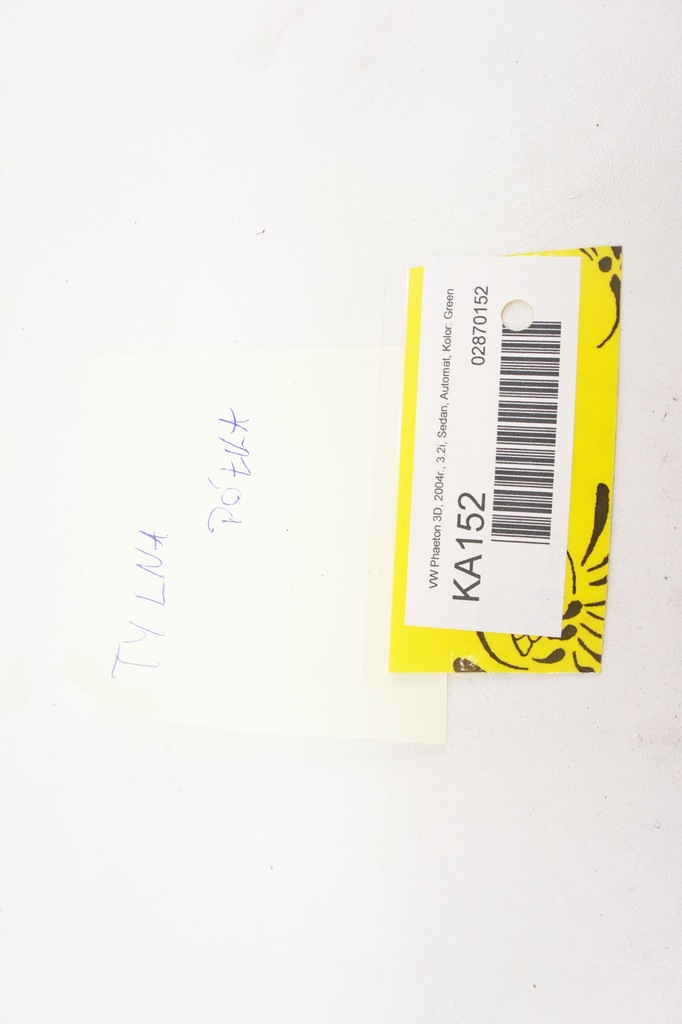 TYLNA
PÓŁKA
VW Phaeton 3D, 2004r., 3.2i, Sedan, Automat, Kolor: Green
KA152
02870152